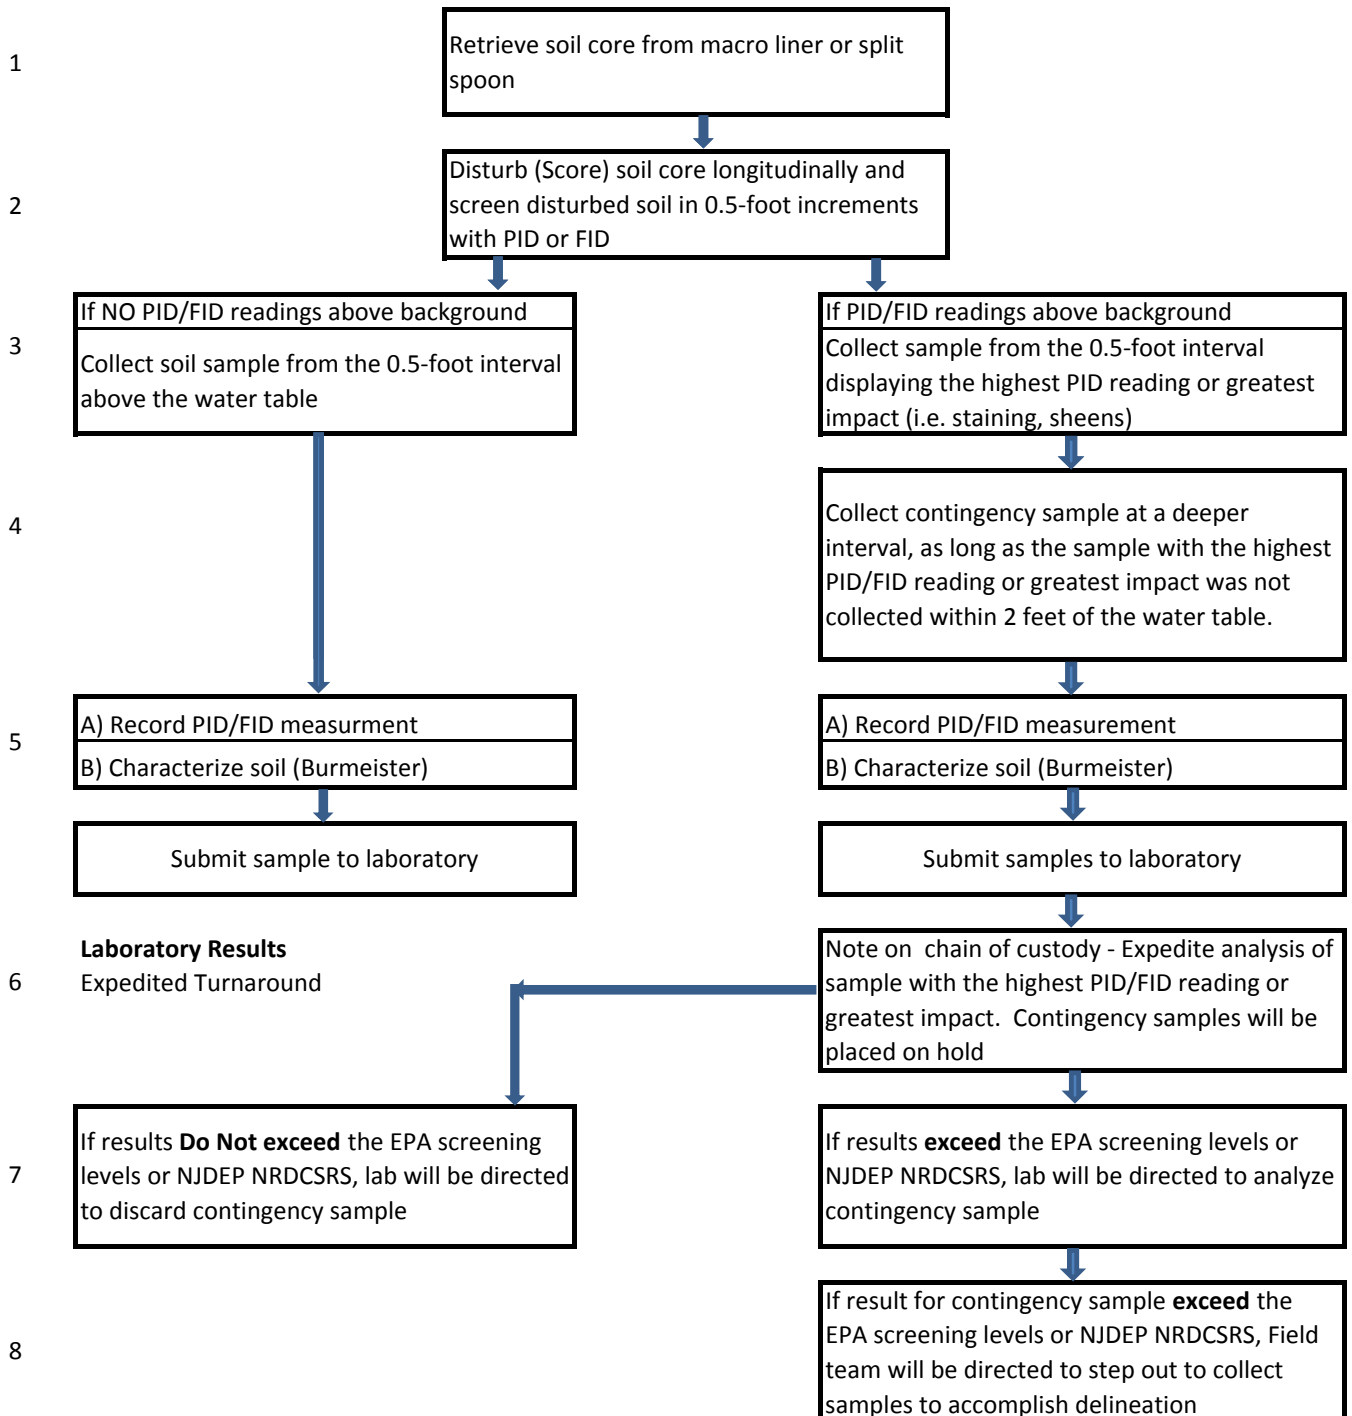 1
Retrieve soil core from macro liner or split
spoon
2
Disturb (Score) soil core longitudinally and
screen disturbed soil in 0.5-foot increments
with PID or FID
3
If NO PID/FID readings above background
Collect soil sample from the 0.5-foot interval
above the water table
If PID/FID readings above background
Collect sample from the 0.5-foot interval
displaying the highest PID reading or greatest
impact (i.e. staining, sheens)
4
Collect contingency sample at a deeper
interval, as long as the sample with the highest
PID/FID reading or greatest impact was not
collected within 2 feet of the water table.
5
A) Record PID/FID measurment
B) Characterize soil (Burmeister)
A) Record PID/FID measurement
B) Characterize soil (Burmeister)
Submit sample to laboratory
Submit samples to laboratory
6
Laboratory Results
Expedited Turnaround
Note on  chain of custody - Expedite analysis of
sample with the highest PID/FID reading or
greatest impact.  Contingency samples will be
placed on hold
7
If results Do Not exceed the EPA screening
levels or NJDEP NRDCSRS, lab will be directed
to discard contingency sample
If results exceed the EPA screening levels or
NJDEP NRDCSRS, lab will be directed to analyze
contingency sample
8
If result for contingency sample exceed the
EPA screening levels or NJDEP NRDCSRS, Field
team will be directed to step out to collect
samples to accomplish delineation